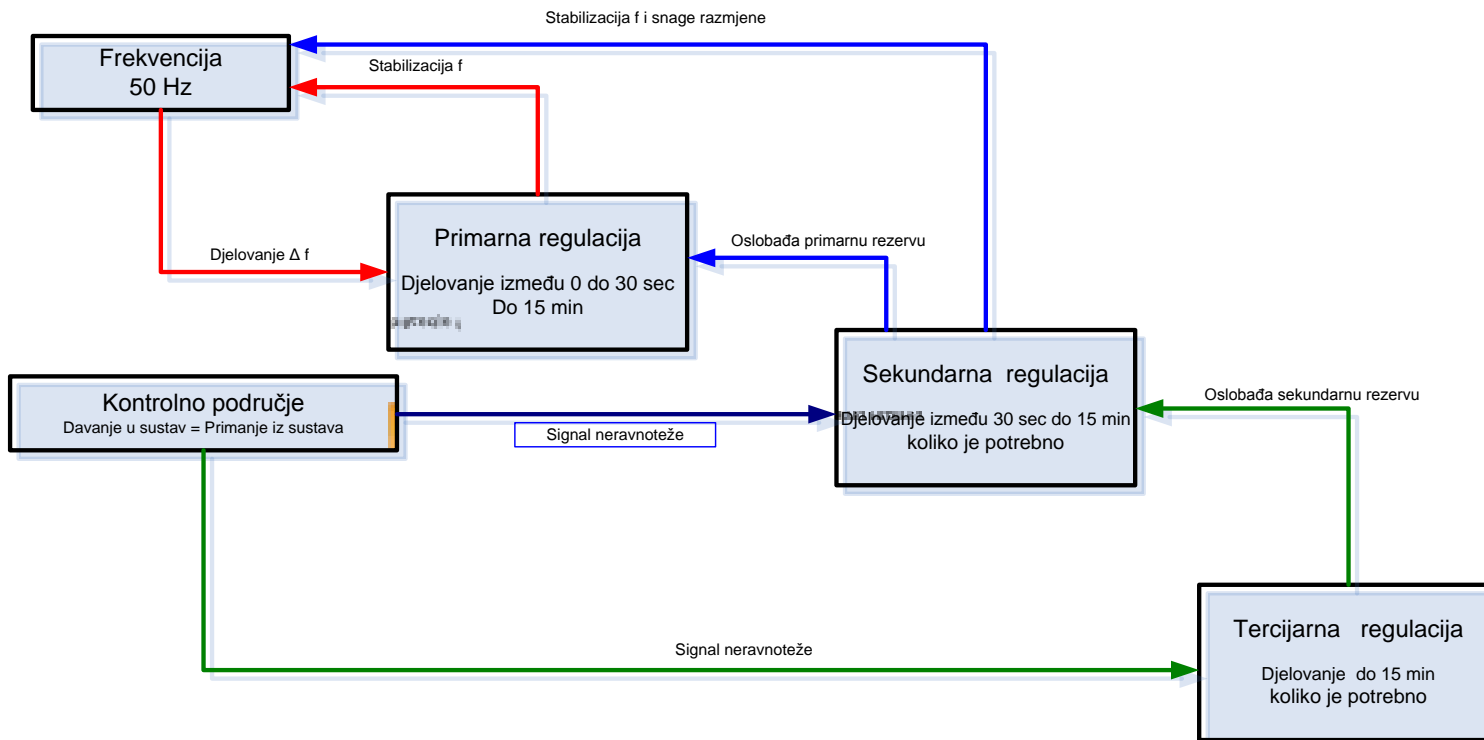 Stabilizacija f i snage razmjene
Frekvencija
50 Hz
Stabilizacija f
Primarna regulacija
Djelovanje između 0 do 30 sec
Do 15 min
Djelovanje Δ f
Oslobađa primarnu rezervu
Sekundarna regulacija
Djelovanje između 30 sec do 15 min
koliko je potrebno
Kontrolno područje
Davanje u sustav = Primanje iz sustava
Signal neravnoteže
Oslobađa sekundarnu rezervu
Signal neravnoteže
Tercijarna regulacija
Djelovanje do 15 min
koliko je potrebno